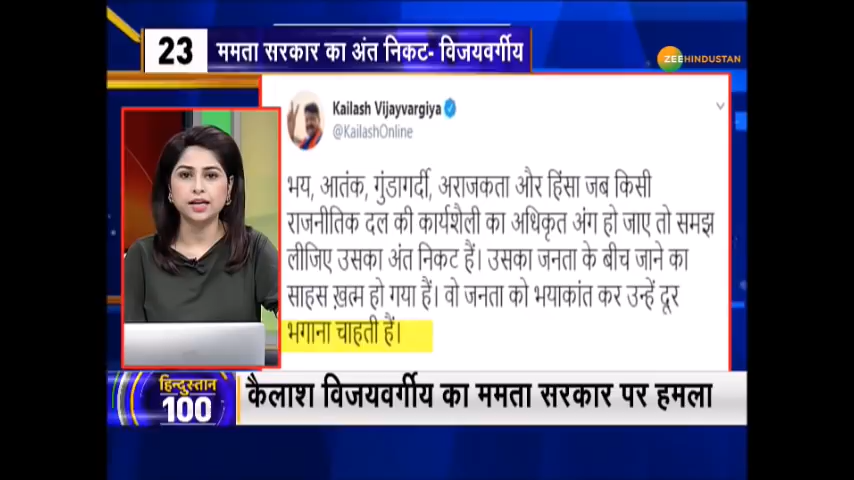 23 ममता सरकार का अंत निकट- विजयवर्गीय
ZEE HINDUSTAN
Kailash Vijayvargiya
@KailashOnline
भय, आतंक, गुंडागर्दी, अराजकता और हिंसा जब किसी
राजनीतिक दल की कार्यशैली का अधिकृत अंग हो जाए तो समझ
लीजिए उसका अंत निकट हैं। उसका जनता के बीच जाने का
साहस ख़त्म हो गया हैं। वो जनता को भयाकांत कर उन्हें दूर
भगाना चाहती हैं।
हिन्दुस्तान
100
कैलाश विजयवर्गीय का ममता सरकार पर हमला